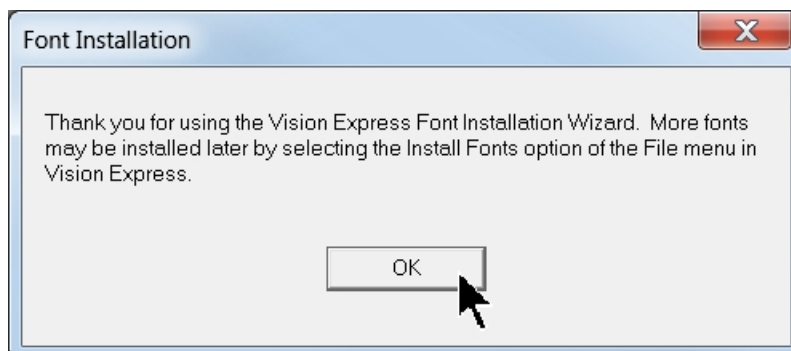 Font Installation
Thank you for using the Vision Express Font Installation Wizard. More fonts
may be installed later by selecting the Install Fonts option of the File menu in
Vision Express.
OK